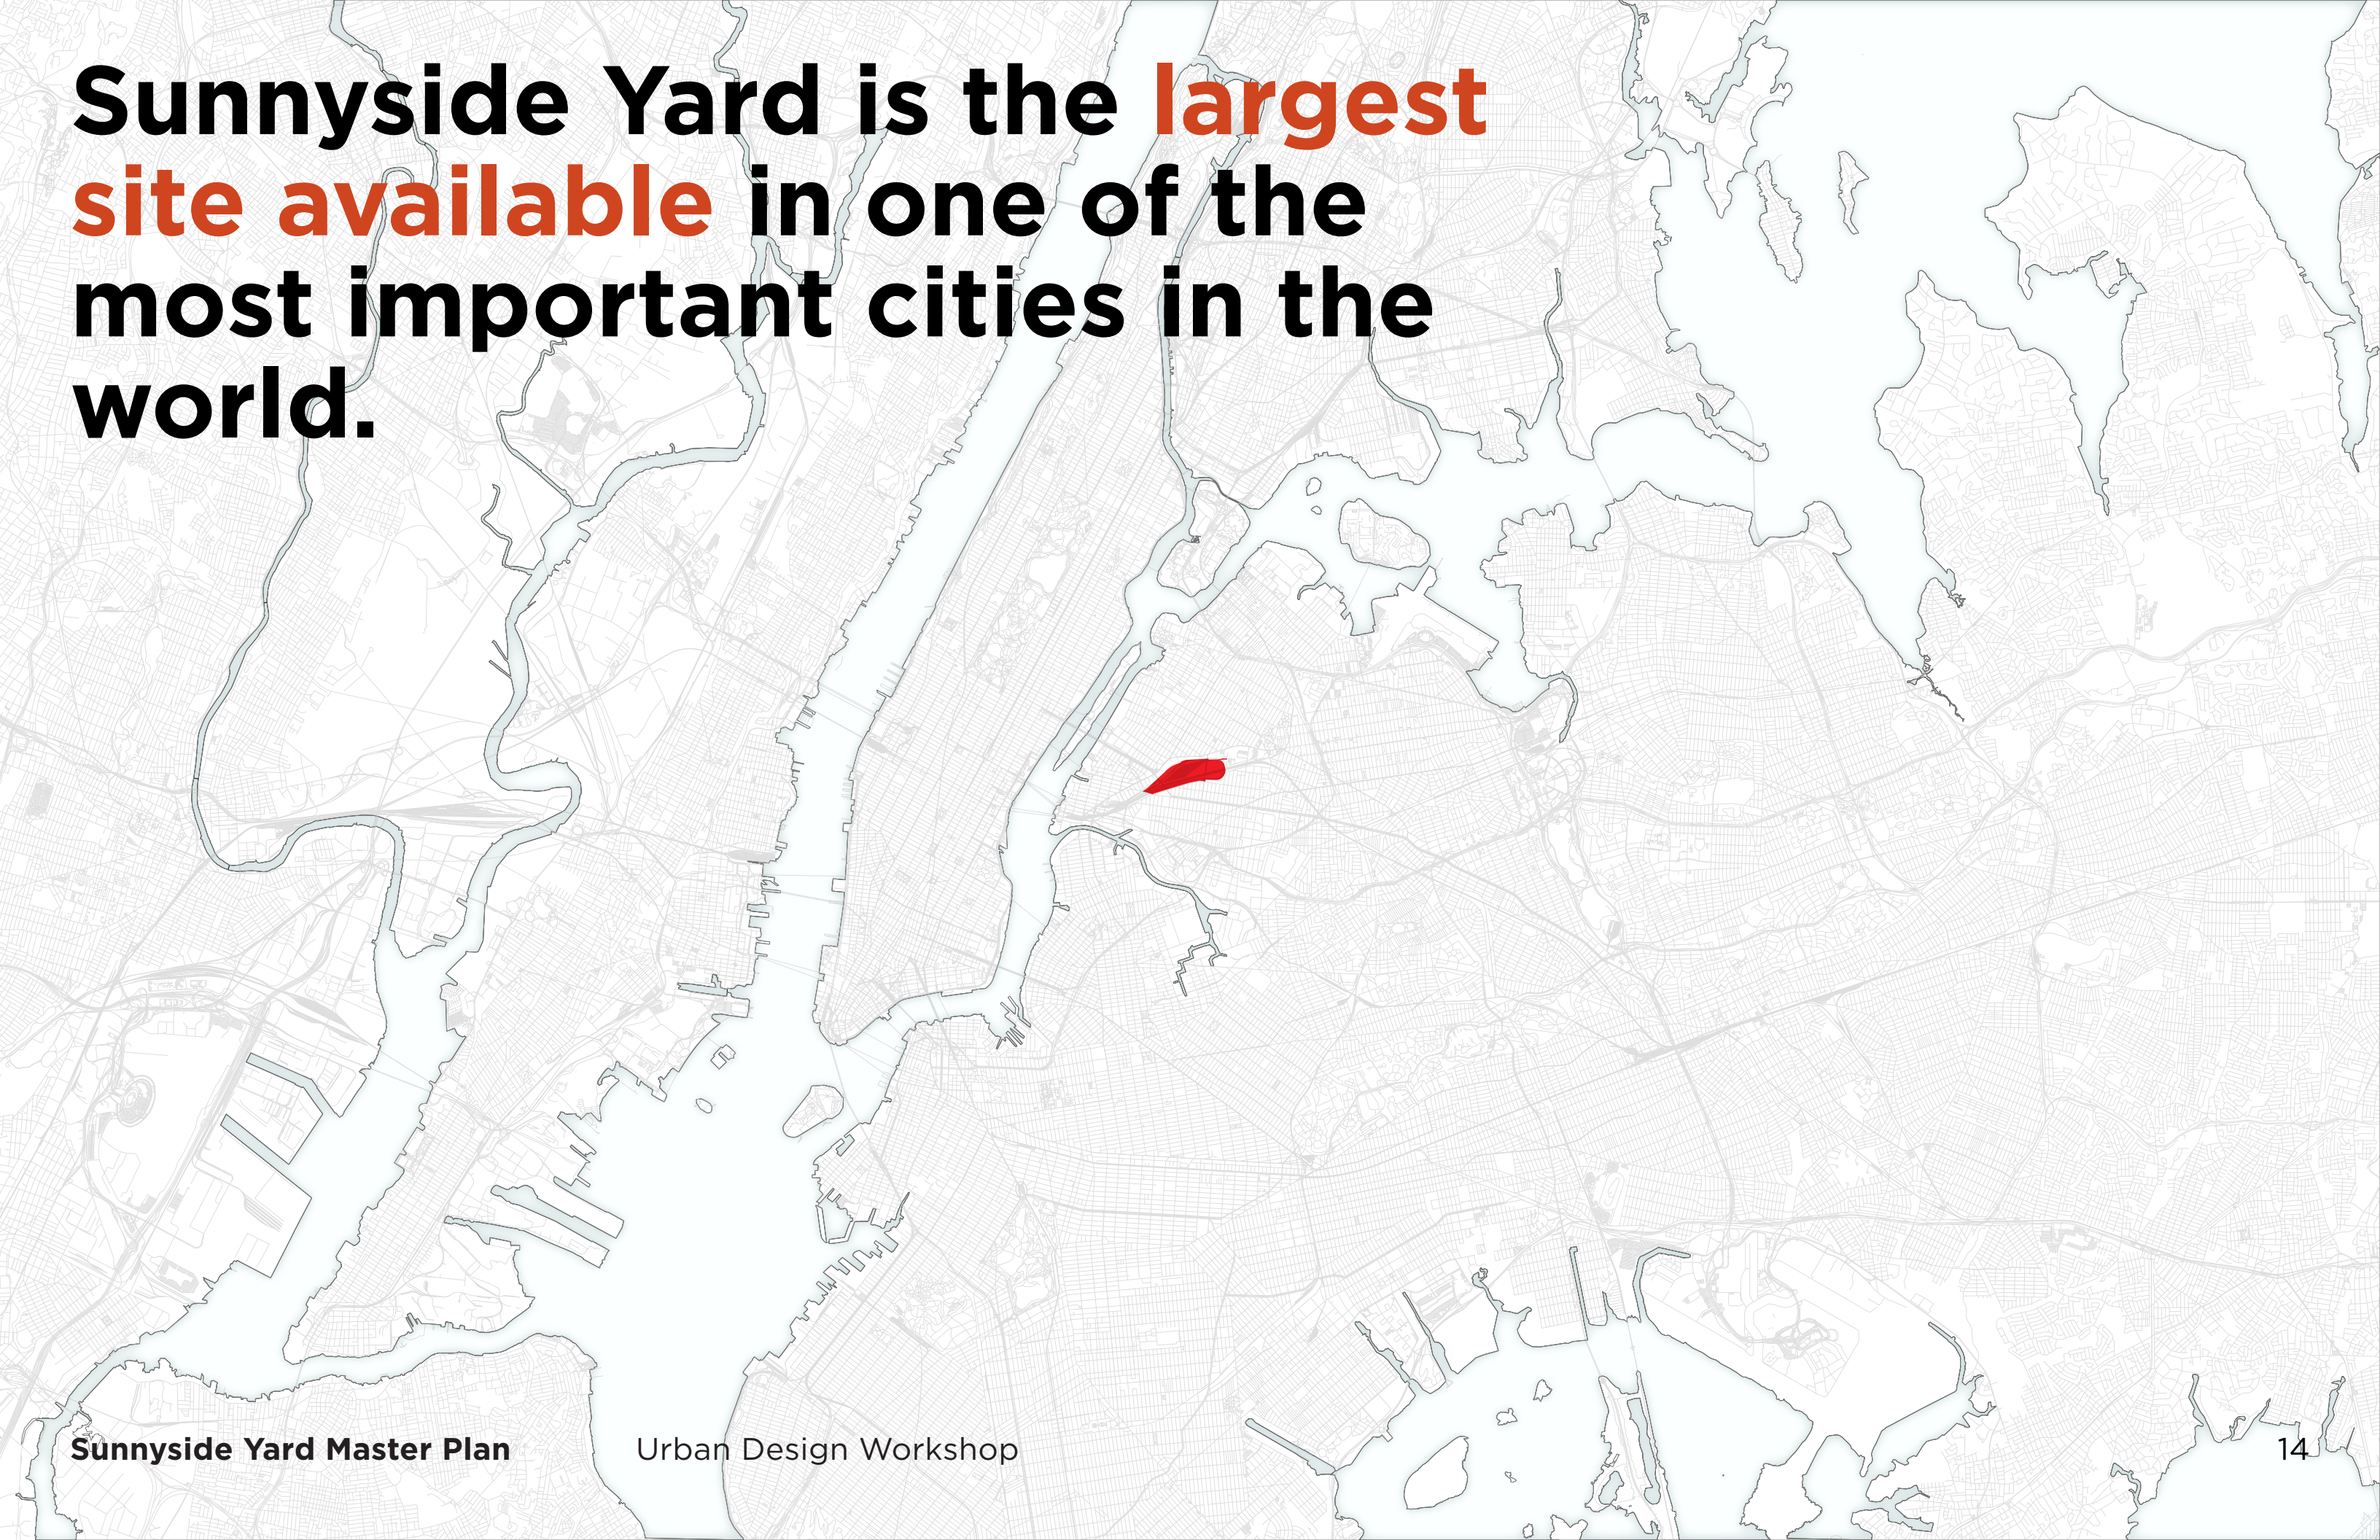 Sunnyside Yard is the largest
site available in one of the
most important cities in the
world.
Sunnyside Yard Master Plan
Urban Design Workshop
14